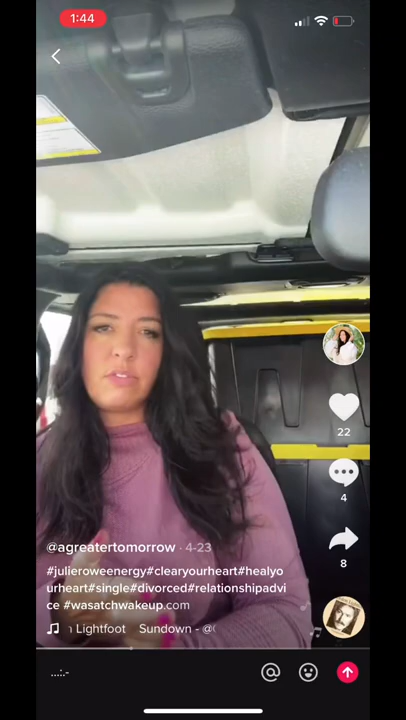 1:44
22
4
8
@agreatertomorrow · 4-23
#julieroweenergy#clearyourheart#healyo
urheart#single#divorced#relationshipadvi
ce #wasatchwakeup.com
Lightfoot Sundown - @
...:.-